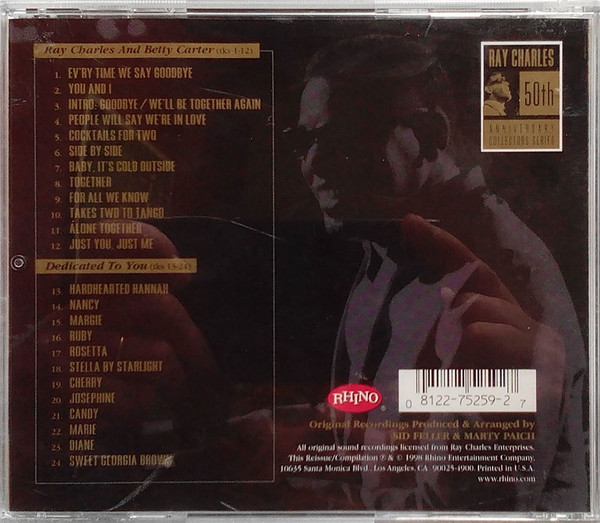 Ray Charles And Betty Carter (tks 1-12)
1. EV'RY TIME WE SAY GOODBYE
2. YOU AND I
3. INTRO: GOODBYE / WE'LL BE TOGETHER AGAIN
4. PEOPLE WILL SAY WE'RE IN LOVE
5. COCKTAILS FOR TWO
6. SIDE BY SIDE
7. BABY, IT'S COLD OUTSIDE
8. TOGETHER
9. FOR ALL WE KNOW
10. TAKES TWO TO TANGO
11. ALONE TOGETHER
12. JUST YOU, JUST ME
Dedicated To You (tks 13-24)
13. HARDHEARTED HANNAH
14. NANCY
15. MARGIE
16. RUBY
17. ROSETTA
18. STELLA BY STARLIGHT
19. CHERRY
20. JOSEPHINE
21. CANDY
22. MARIE
23. DIANE
24. SWEET GEORGIA BROWN
RAY CHARLES
50th
ANNIVERSARY
COLLECTORS SERIES
RHINO
0 8122-75259-2 7
Original Recordings Produced & Arranged by
SID FELLER & MARTY PAICH
All original sound recordings licensed from Ray Charles Enterprises.
This Reissue/Compilation ℗ & © 1998 Rhino Entertainment Company,
10635 Santa Monica Blvd., Los Angeles, CA 90025-4900. Printed in U.S.A.
www.rhino.com